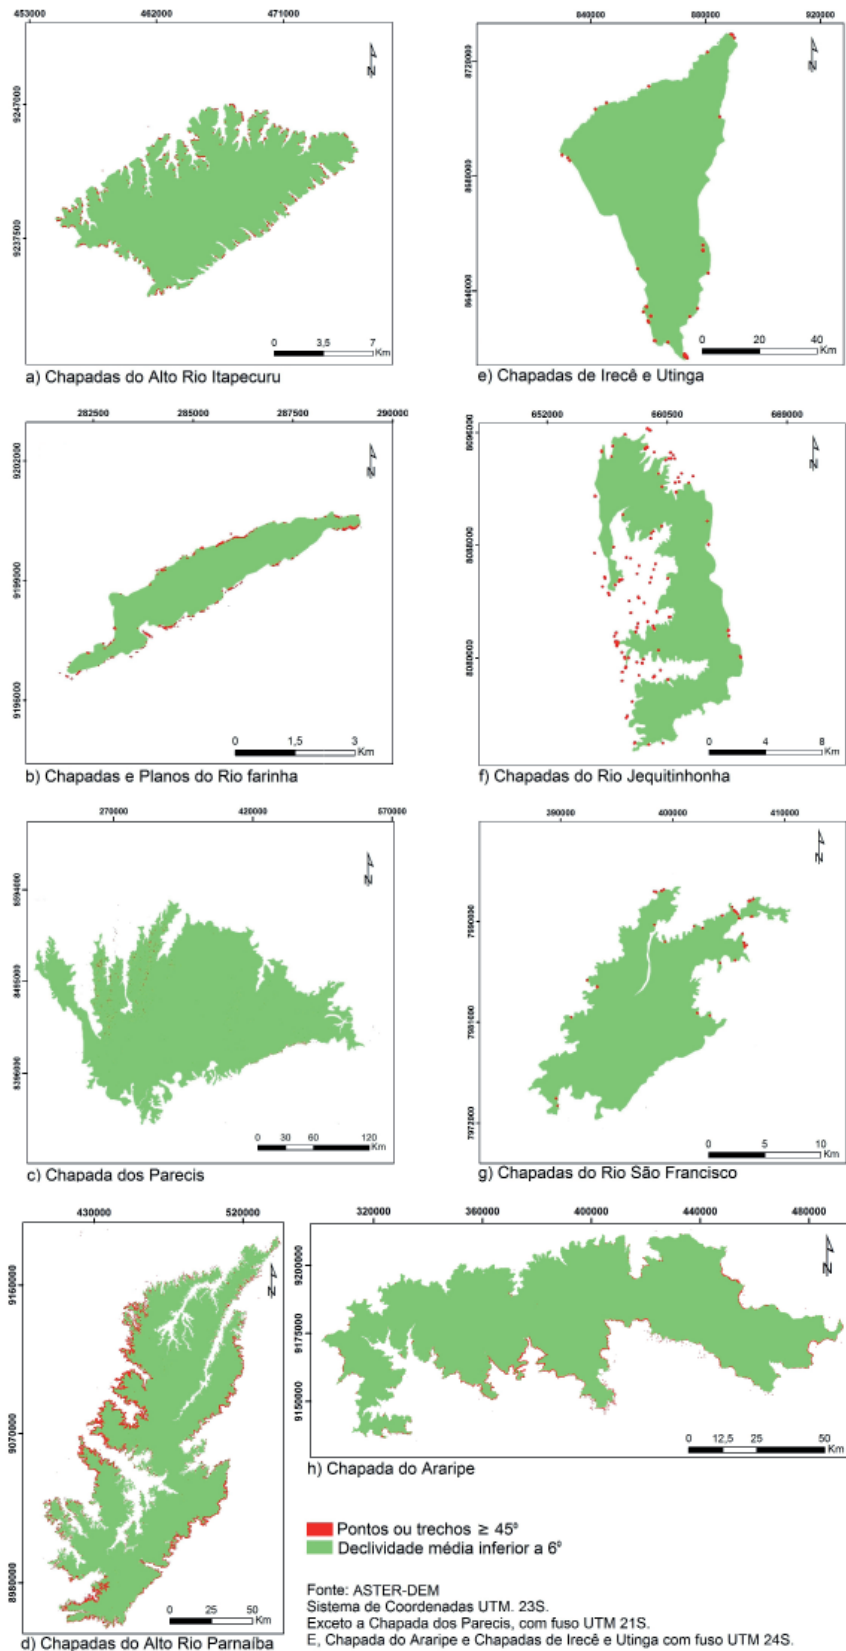 453000 462000 471000
9247000
9237500
N
0 3,5 7
Km
a) Chapadas do Alto Rio Itapecuru
840000 880000 920000
8720000
8680000
8640000
N
0 20 40
Km
e) Chapadas de Irecê e Utinga
282500 285000 287500 290000
9202000
9199000
9196000
N
0 1,5 3
Km
b) Chapadas e Planos do Rio farinha
652000 660500 669000
8096000
8088000
8080000
N
0 4 8
Km
f) Chapadas do Rio Jequitinhonha
270000 420000 570000
N
0 30 60 120
Km
c) Chapada dos Parecis
390000 400000 410000
7981000
7972000
N
0 5 10
Km
g) Chapadas do Rio São Francisco
430000 520000
9160000
9070000
8980000
N
0 25 50
Km
d) Chapadas do Alto Rio Parnaíba
320000 360000 400000 440000 480000
9200000
9175000
9150000
N
0 12,5 25 50
Km
h) Chapada do Araripe
Pontos ou trechos ≥ 45º
Declividade média inferior a 6º
Fonte: ASTER-DEM
Sistema de Coordenadas UTM. 23S.
Exceto a Chapada dos Parecis, com fuso UTM 21S.
E, Chapada do Araripe e Chapadas de Irecê e Utinga com fuso UTM 24S.